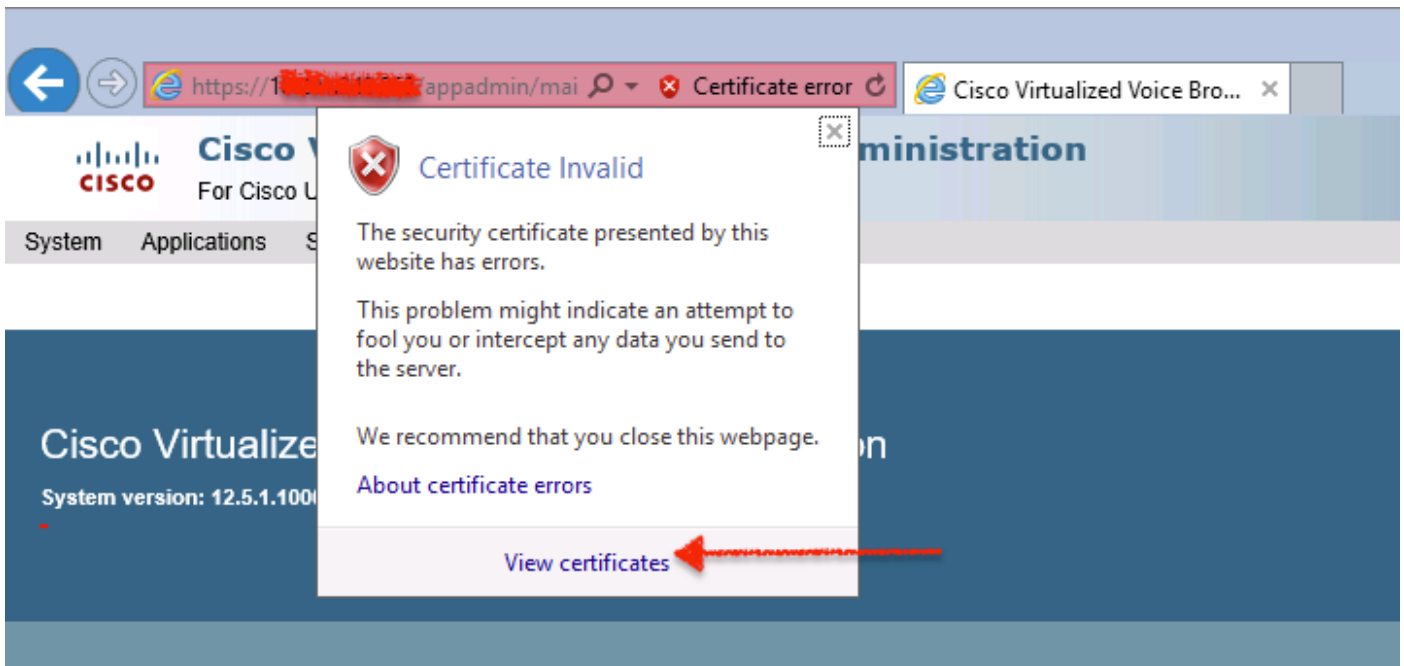 https://1 /appadmin/mai Certificate error Cisco Virtualized Voice Bro...
CISCO
Cisco ministration
For Cisco
System Applications
Certificate Invalid
The security certificate presented by this
website has errors.
This problem might indicate an attempt to
fool you or intercept any data you send to
the server.
We recommend that you close this webpage.
About certificate errors
View certificates
Cisco Virtualize on
System version: 12.5.1.1000